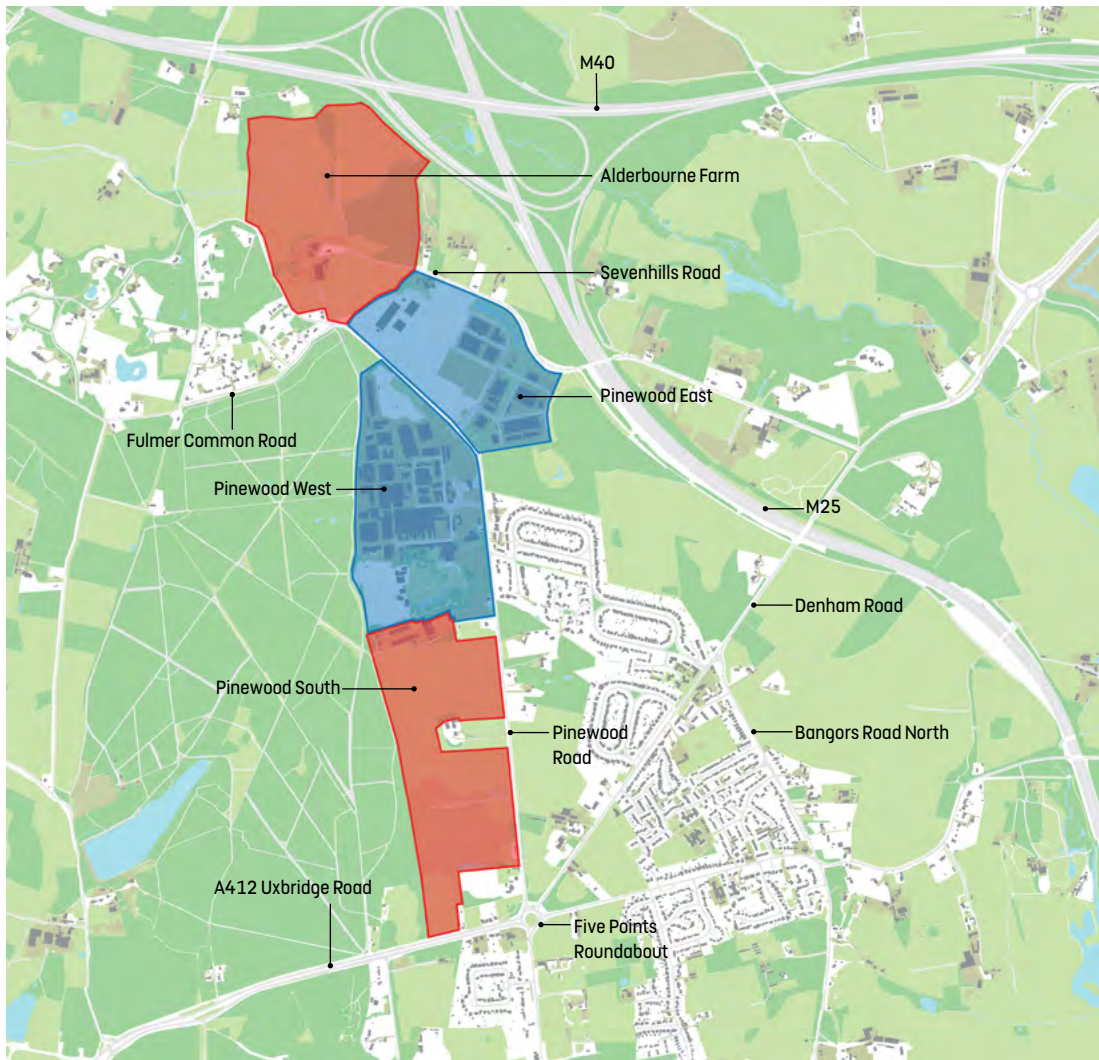 M40
Alderbourne Farm
Sevenhills Road
Pinewood East
Fulmer Common Road
Pinewood West
M25
Denham Road
Pinewood South
Pinewood
Road
Bangors Road North
A412 Uxbridge Road
Five Points
Roundabout